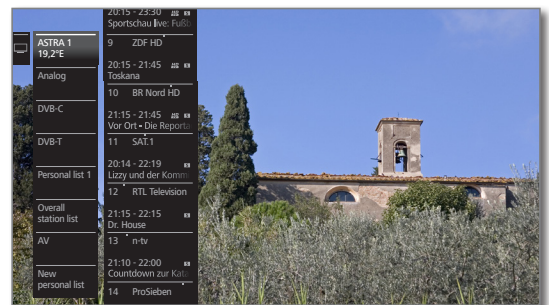 ASTRA 1
19,2°E
Analog
DVB-C
DVB-T
Personal list 1
Overall
station list
AV
New
personal list
20:15 - 23:30
Sportschau live: Fußb
9 ZDF HD
20:15 - 21:45
Toskana
10 BR Nord HD
21:15 - 21:45
Vor Ort - Die Reporta
11 SAT.1
20:14 - 22:19
Lizzy und der Komm
12 RTL Television
21:15 - 22:15
Dr. House
13 n-tv
21:10 - 22:00
Countdown zur Kata
14 ProSieben